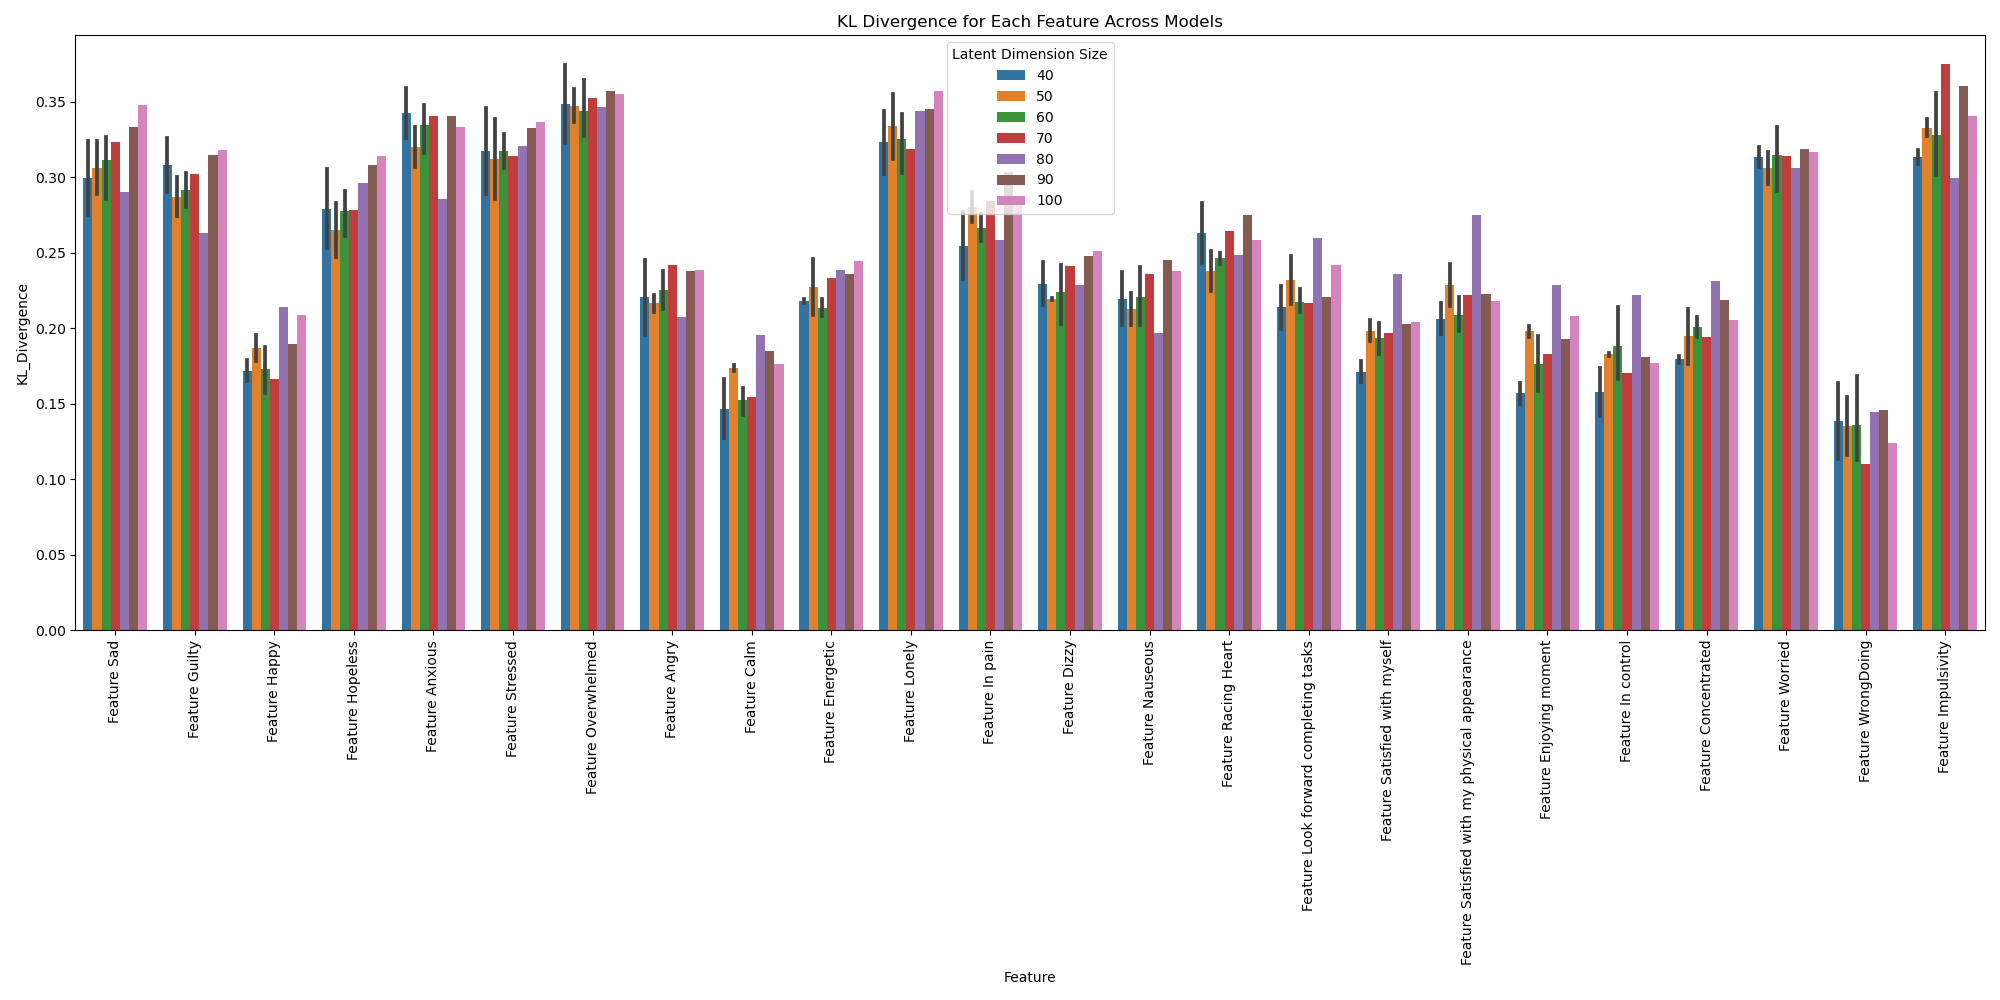 KL Divergence for Each Feature Across Models
Latent Dimension Size
40
50
60
70
80
90
100
KL_Divergence
0.35
0.30
0.25
0.20
0.15
0.10
0.05
0.00
Feature Sad
Feature Guilty
Feature Happy
Feature Hopeless
Feature Anxious
Feature Stressed
Feature Overwhelmed
Feature Angry
Feature Calm
Feature Energetic
Feature Lonely
Feature In pain
Feature Dizzy
Feature Nauseous
Feature Racing Heart
Feature Look forward completing tasks
Feature Satisfied with myself
Feature Satisfied with my physical appearance
Feature Enjoying moment
Feature In control
Feature Concentrated
Feature Worried
Feature WrongDoing
Feature Impulsivity
Feature